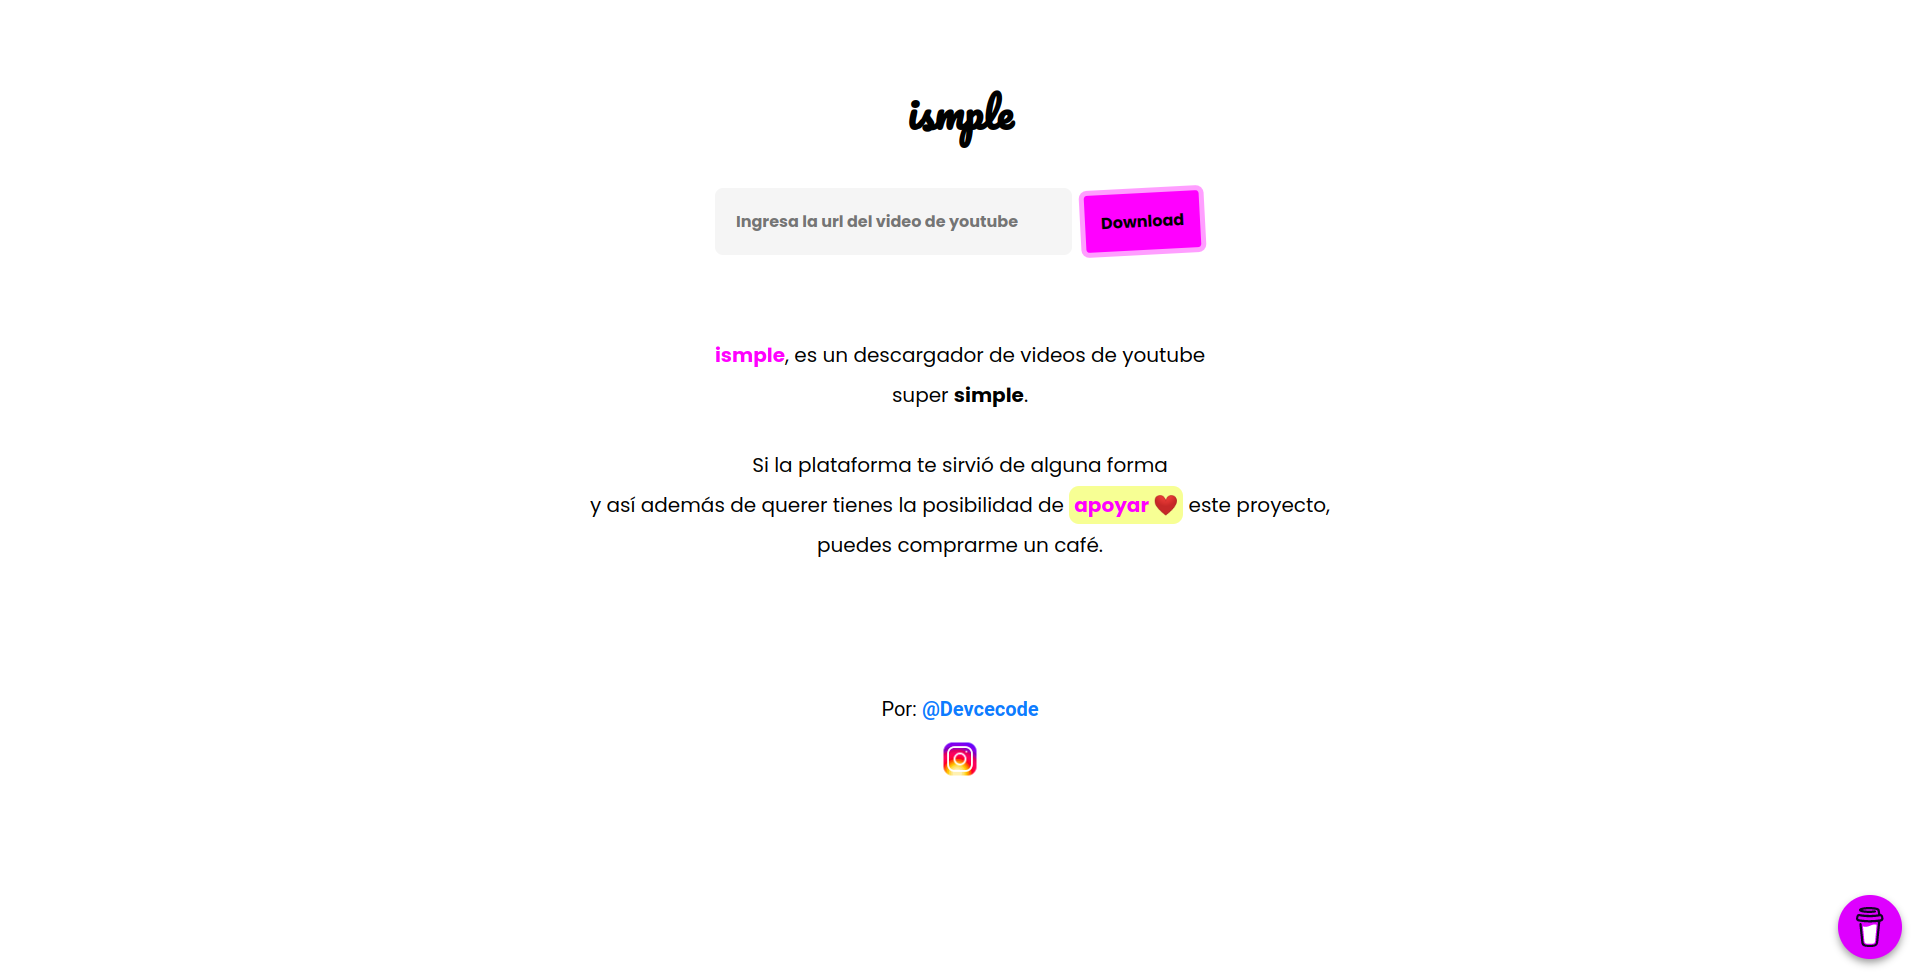 ismple
Ingresa la url del video de youtube
Download
ismple, es un descargador de videos de youtube
super simple.
Si la plataforma te sirvió de alguna forma
y así además de querer tienes la posibilidad de apoyar ❤️ este proyecto,
puedes comprarme un café.
Por: @Devcecode